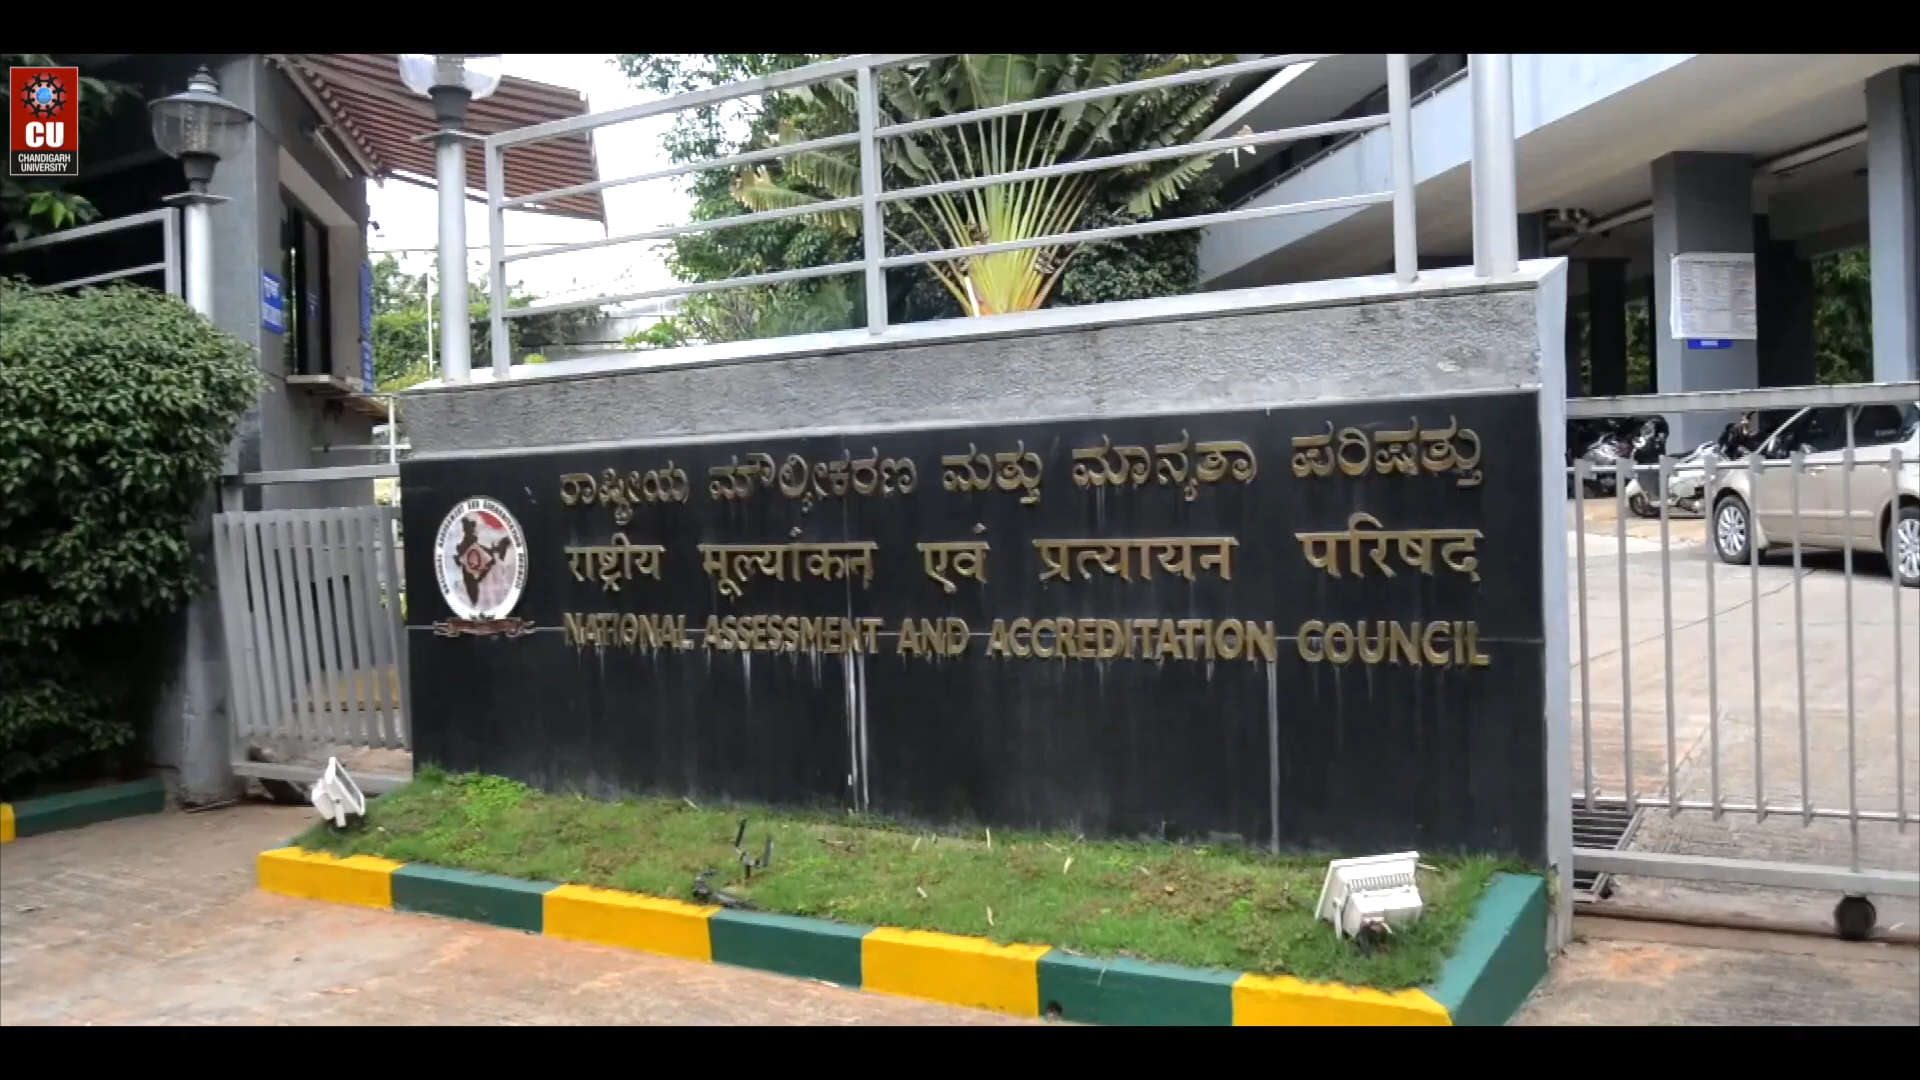 CU
CHANDIGARH
UNIVERSITY
ರಾಷ್ಟ್ರೀಯ ಮೌಲ್ಯೀಕರಣ ಮತ್ತು ಮಾನ್ಯತಾ ಪರಿಷತ್ತು
राष्ट्रीय मूल्यांकन एवं प्रत्यायन परिषद
NATIONAL ASSESSMENT AND ACCREDITATION COUNCIL